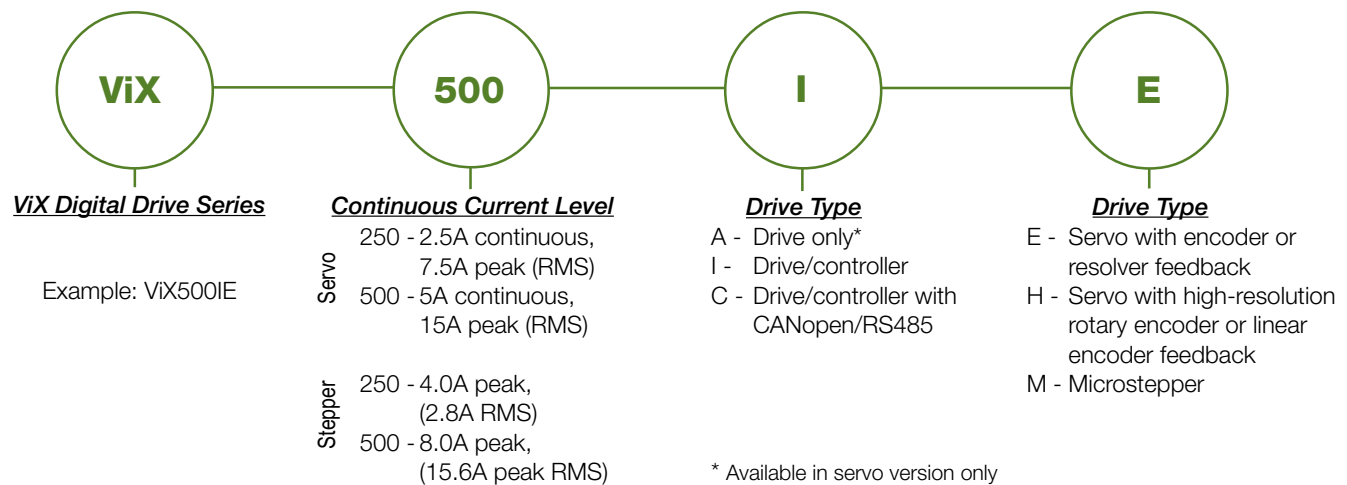 ViX
500
I
E
ViX Digital Drive Series
Example: ViX500IE
Continuous Current Level
Servo
250 - 2.5A continuous,
7.5A peak (RMS)
500 - 5A continuous,
15A peak (RMS)
Stepper
250 - 4.0A peak,
(2.8A RMS)
500 - 8.0A peak,
(15.6A peak RMS)
Drive Type
A - Drive only*
I - Drive/controller
C - Drive/controller with
CANopen/RS485
* Available in servo version only
Drive Type
E - Servo with encoder or
resolver feedback
H - Servo with high-resolution
rotary encoder or linear
encoder feedback
M - Microstepper